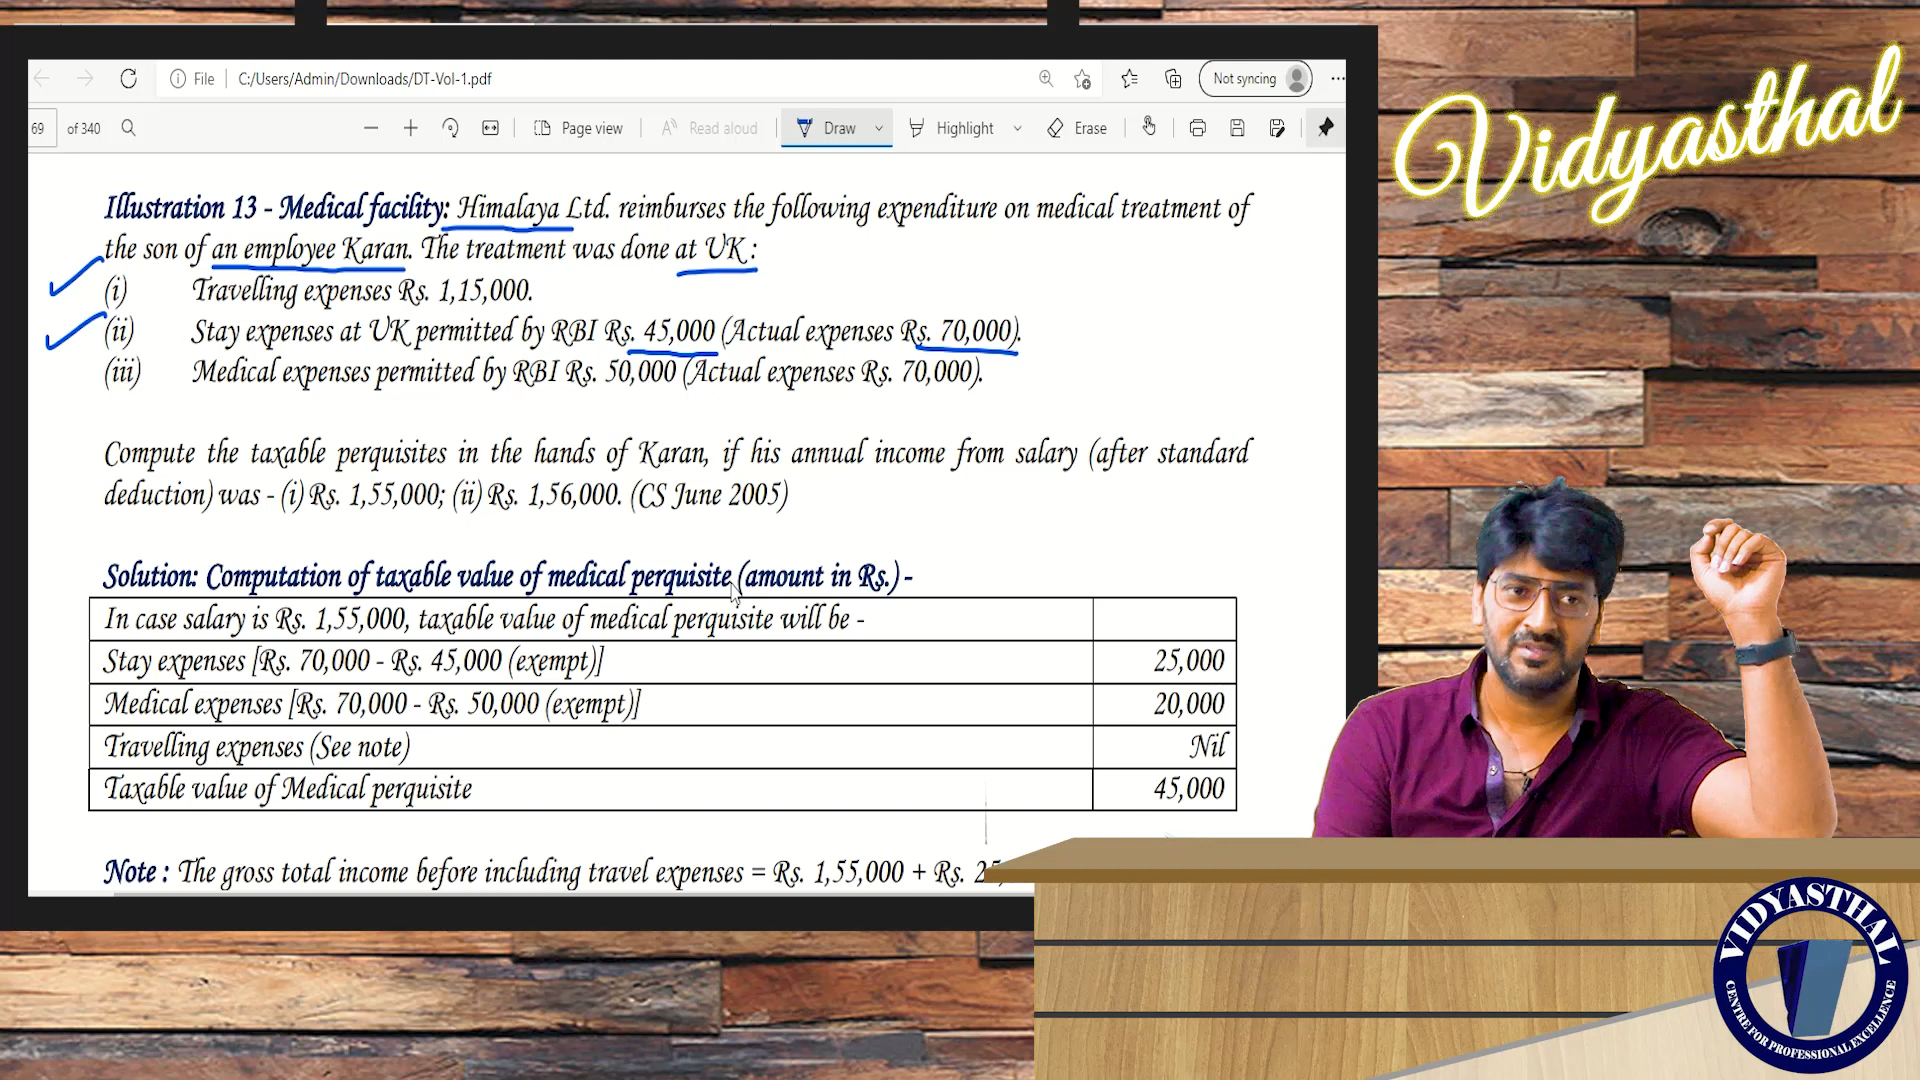 Vidyasthal
File
C:/Users/Admin/Downloads/DT-Vol-1.pdf
Not syncing
69 of 340
Page view
Read aloud
Draw
Highlight
Erase
Illustration 13 - Medical facility: Himalaya Ltd. reimburses the following expenditure on medical treatment of
the son of an employee Karan. The treatment was done at UK :
(i) Travelling expenses Rs. 1,15,000.
(ii) Stay expenses at UK permitted by RBI Rs. 45,000 (Actual expenses Rs. 70,000).
(iii) Medical expenses permitted by RBI Rs. 50,000 (Actual expenses Rs. 70,000).
Compute the taxable perquisites in the hands of Karan, if his annual income from salary (after standard
deduction) was - (i) Rs. 1,55,000; (ii) Rs. 1,56,000. (CS June 2005)
Solution: Computation of taxable value of medical perquisite (amount in Rs.) -
In case salary is Rs. 1,55,000, taxable value of medical perquisite will be -
Stay expenses [Rs. 70,000 - Rs. 45,000 (exempt)] 25,000
Medical expenses [Rs. 70,000 - Rs. 50,000 (exempt)] 20,000
Travelling expenses (See note) Nil
Taxable value of Medical perquisite 45,000
Note : The gross total income before including travel expenses = Rs. 1,55,000 + Rs.
VIDYASTHAL
CENTRE FOR PROFESSIONAL EXCELLENCE